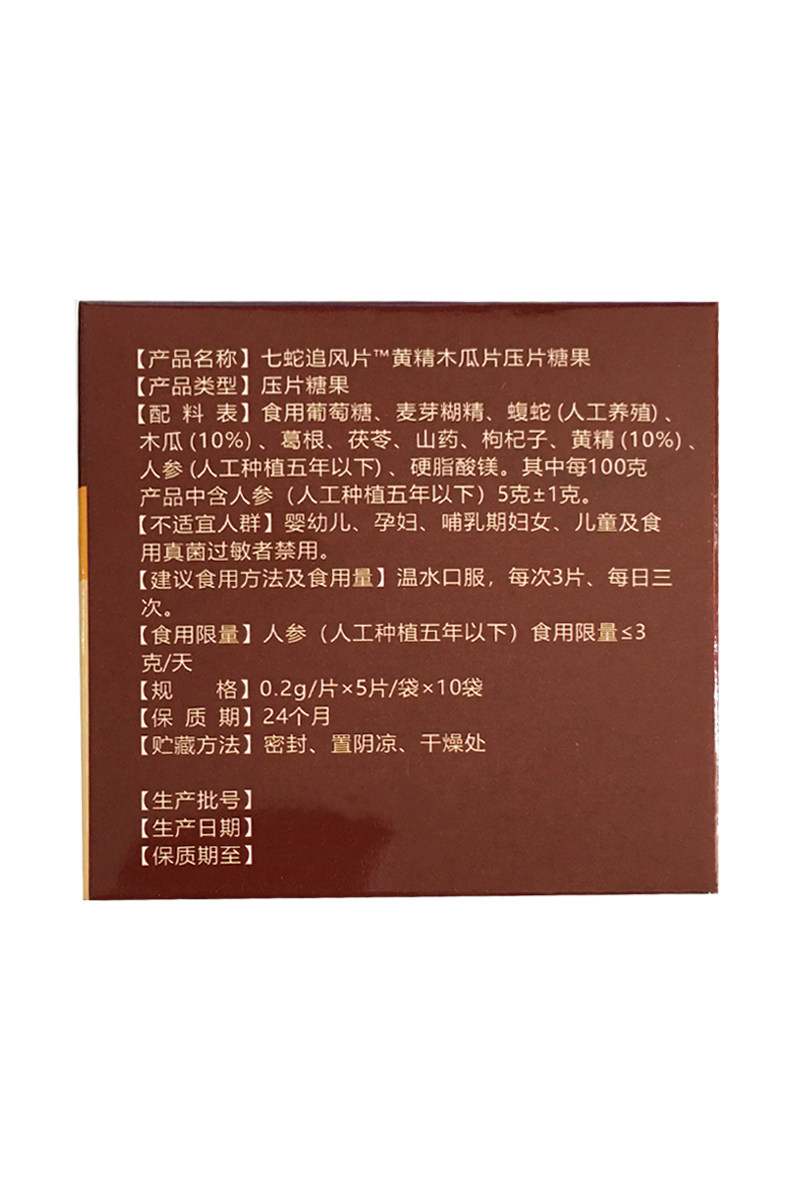 【产品名称】七蛇追风片™黄精木瓜片压片糖果
【产品类型】压片糖果
【配 料 表】食用葡萄糖、麦芽糊精、蝮蛇(人工养殖)、
木瓜(10%)、葛根、茯苓、山药、枸杞子、黄精(10%)、
人参(人工种植五年以下)、硬脂酸镁。其中每100克
产品中含人参（人工种植五年以下）5克±1克。
【不适宜人群】婴幼儿、孕妇、哺乳期妇女、儿童及食
用真菌过敏者禁用。
【建议食用方法及食用量】温水口服，每次3片、每日三
次。
【食用限量】人参（人工种植五年以下）食用限量≤3
克/天
【规 格】0.2g/片×5片/袋×10袋
【保 质 期】24个月
【贮藏方法】密封、置阴凉、干燥处
【生产批号】
【生产日期】
【保质期至】